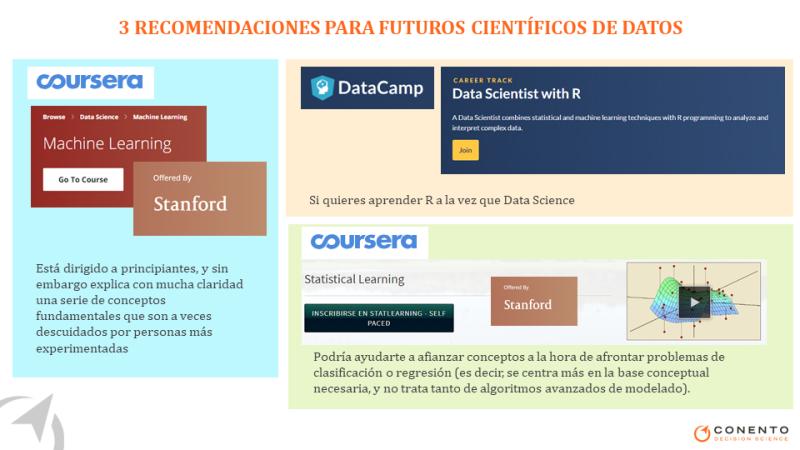 3 RECOMENDACIONES PARA FUTUROS CIENTÍFICOS DE DATOS
coursera
Browse > Data Science > Machine Learning
Machine Learning
Go To Course
Offered By
Stanford
Está dirigido a principiantes, y sin
embargo explica con mucha claridad
una serie de conceptos
fundamentales que son a veces
descuidados por personas más
experimentadas
DataCamp
CAREER TRACK
Data Scientist with R
A Data Scientist combines statistical and machine learning techniques with R programming to analyze and
interpret complex data.
Join
Si quieres aprender R a la vez que Data Science
coursera
Statistical Learning
INSCRIBIRSE EN STATLEARNING - SELF
PACED
Offered By
Stanford
Podría ayudarte a afianzar conceptos a la hora de afrontar problemas de
clasificación o regresión (es decir, se centra más en la base conceptual
necesaria, y no trata tanto de algoritmos avanzados de modelado).
CONENTO
DECISION SCIENCE